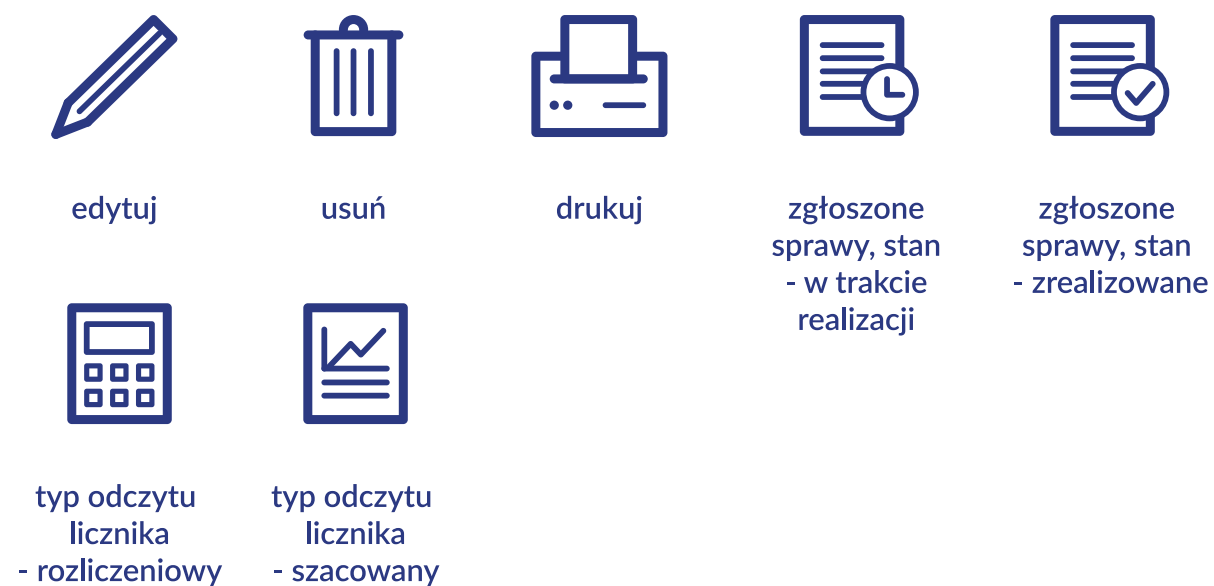 edytuj
usuń
drukuj
zgłoszone
sprawy, stan
- w trakcie
realizacji
zgłoszone
sprawy, stan
- zrealizowane
typ odczytu
licznika
- rozliczeniowy
typ odczytu
licznika
- szacowany